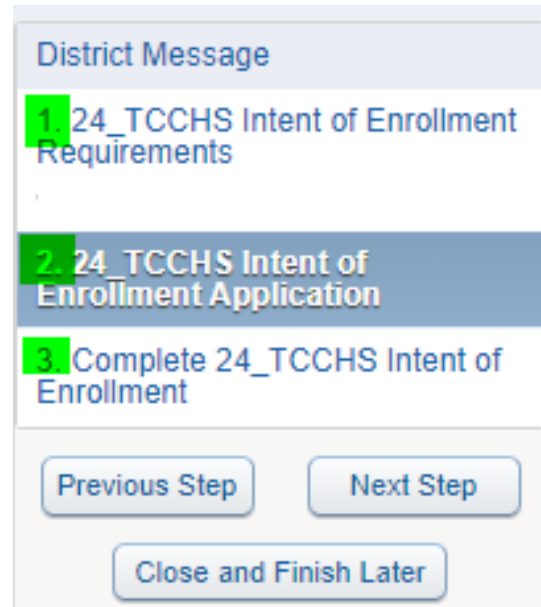 District Message
1. 24_TCCHS Intent of Enrollment
Requirements
2. 24_TCCHS Intent of
Enrollment Application
3. Complete 24_TCCHS Intent of
Enrollment
Previous Step Next Step
Close and Finish Later